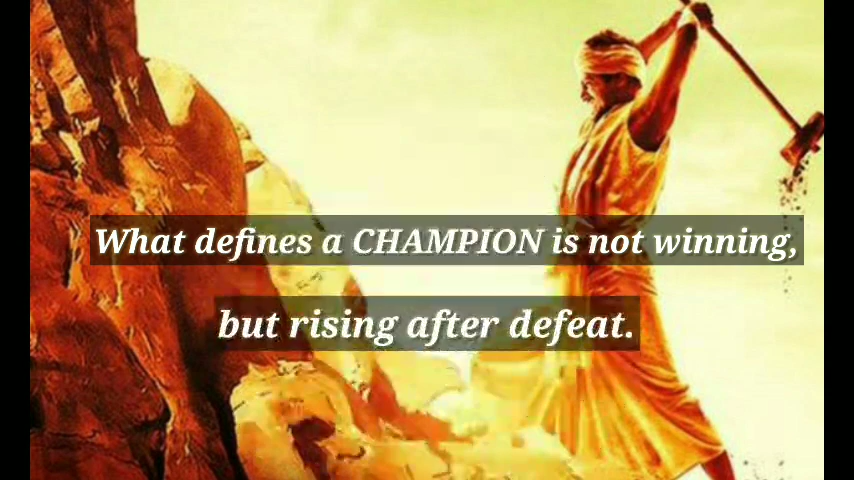 What defines a CHAMPION is not winning,
but rising after defeat.